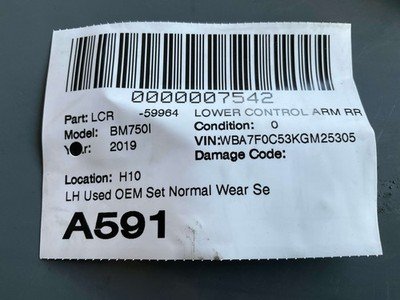 0000007542
Part: LCR -59964 LOWER CONTROL ARM RR
Model: BM750I Condition: 0
2019 VIN:WBA7F0C53KGM25305
Damage Code:
Location: H10
LH Used OEM Set Normal Wear Se
A591